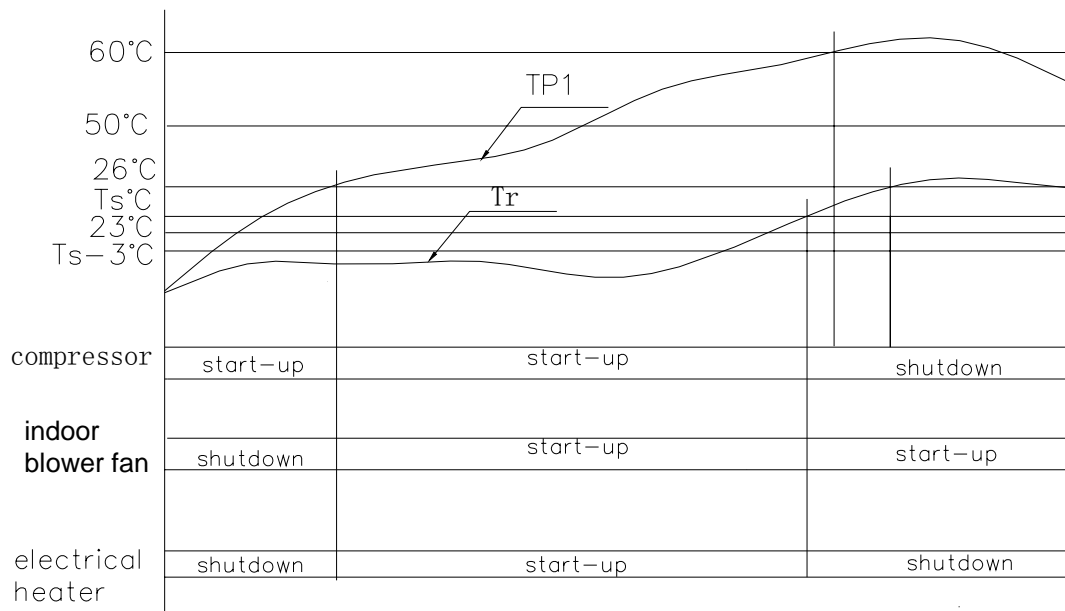 60°C
TP1
50°C
26°C
Ts°C
Tr
23°C
Ts-3°C
compressor
start-up
start-up
shutdown
indoor
blower fan
shutdown
start-up
start-up
electrical
heater
shutdown
start-up
shutdown